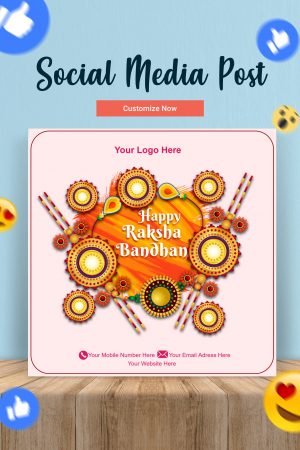 Social Media Post
Customize Now
Your Logo Here
Happy
Raksha
Bandhan
Your Mobile Number Here Your Email Adress Here
Your Website Here